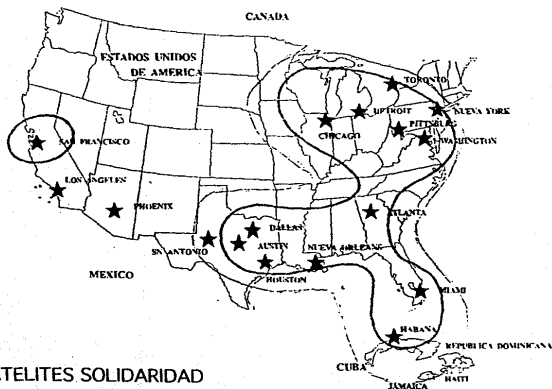 CANADA
ESTADOS UNIDOS
DE AMERICA
TORONTO
DETROIT
NUEVA YORK
PITTSBURG
CHICAGO
WASHINGTON
SAN FRANCISCO
LOS ANGELES
PHOENIX
ATLANTA
DALLAS
SN ANTONIO
AUSTIN
NUEVA ORLEANS
HOUSTON
MEXICO
MIAMI
HABANA
REPUBLICA DOMINICANA
CUBA
HAITI
JAMAICA
ATELITES SOLIDARIDAD